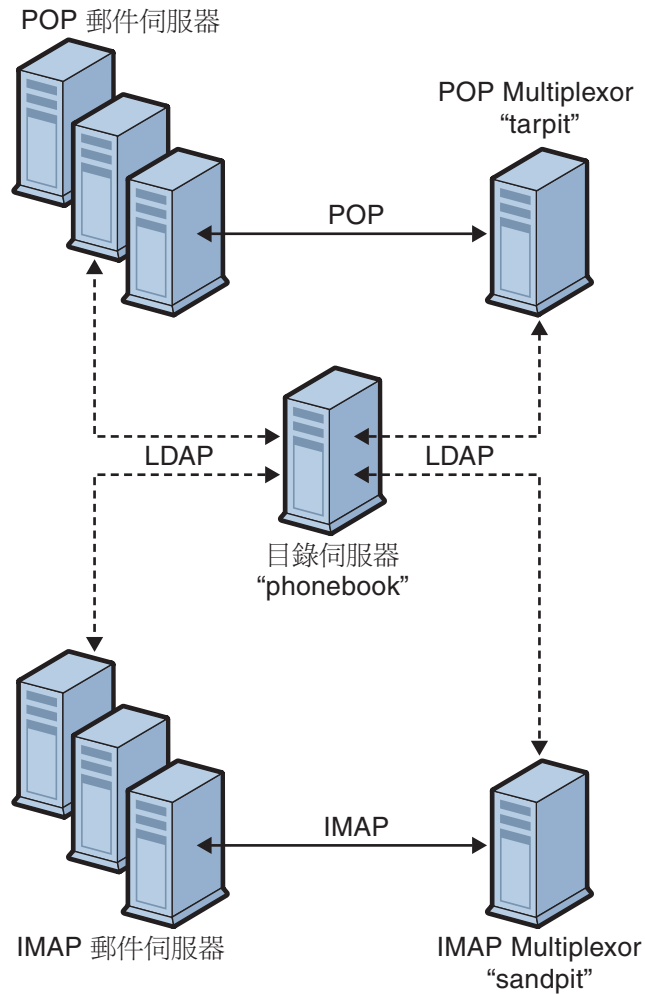 POP 郵件伺服器
POP Multiplexor
“tarpit”
POP
LDAP
LDAP
目錄伺服器
“phonebook”
IMAP
IMAP 郵件伺服器
IMAP Multiplexor
“sandpit”